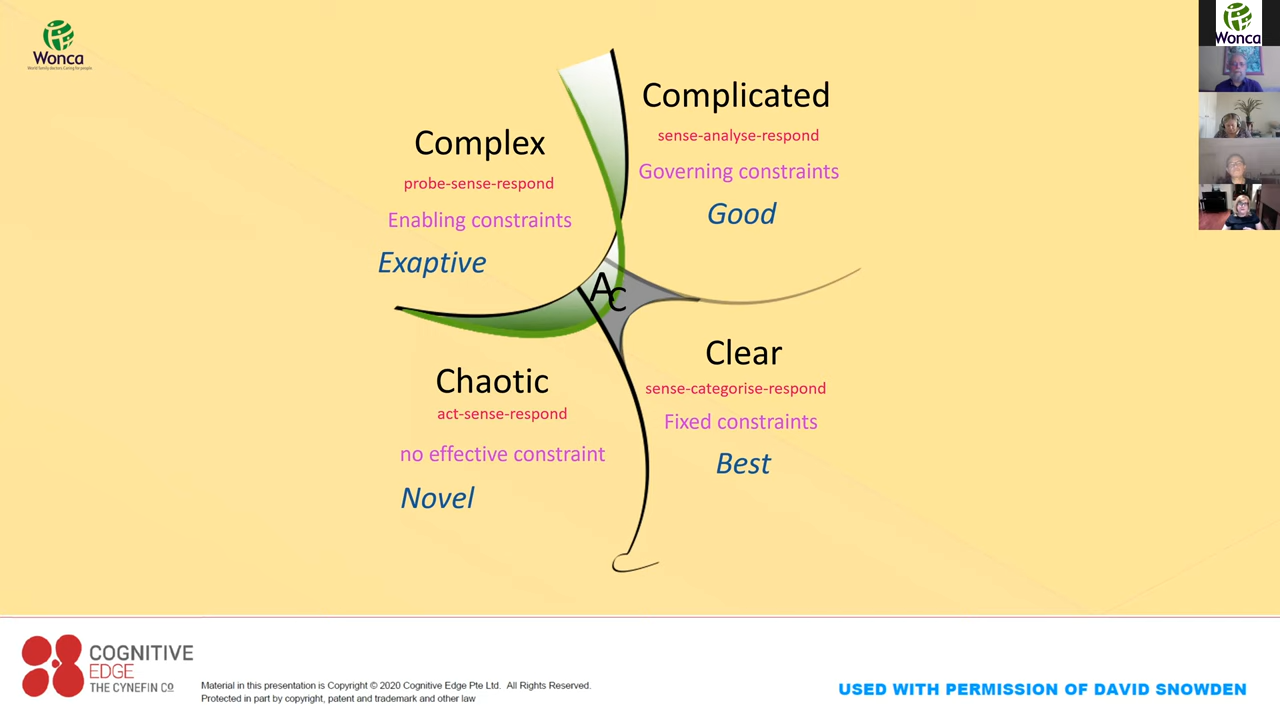 Wonca
World family doctors. Caring for people.
Complex
probe-sense-respond
Enabling constraints
Exaptive
Complicated
sense-analyse-respond
Governing constraints
Good
A
C
Chaotic
act-sense-respond
no effective constraint
Novel
Clear
sense-categorise-respond
Fixed constraints
Best
Wonca
COGNITIVE
EDGE
THE CYNEFIN CO
Material in this presentation is Copyright © 2020 Cognitive Edge Pte Ltd.  All Rights Reserved.
Protected in part by copyright, patent and trademark and other law
USED WITH PERMISSION OF DAVID SNOWDEN